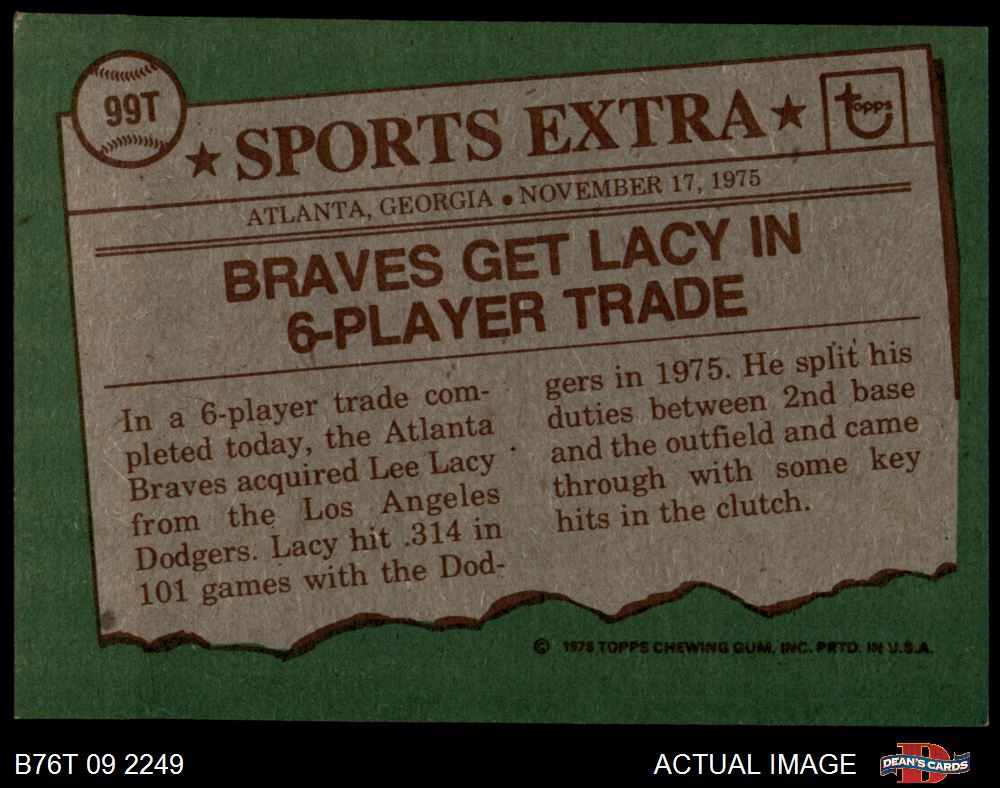 99T
★ SPORTS EXTRA ★
topps
ATLANTA, GEORGIA • NOVEMBER 17, 1975
BRAVES GET LACY IN
6-PLAYER TRADE
In a 6-player trade com-
pleted today, the Atlanta
Braves acquired Lee Lacy
from the Los Angeles
Dodgers. Lacy hit .314 in
101 games with the Dod-
gers in 1975. He split his
duties between 2nd base
and the outfield and came
through with some key
hits in the clutch.
© 1976 TOPPS CHEWING GUM, INC. PRTD. IN U.S.A.
B76T 09 2249
ACTUAL IMAGE
DEAN'S CARDS